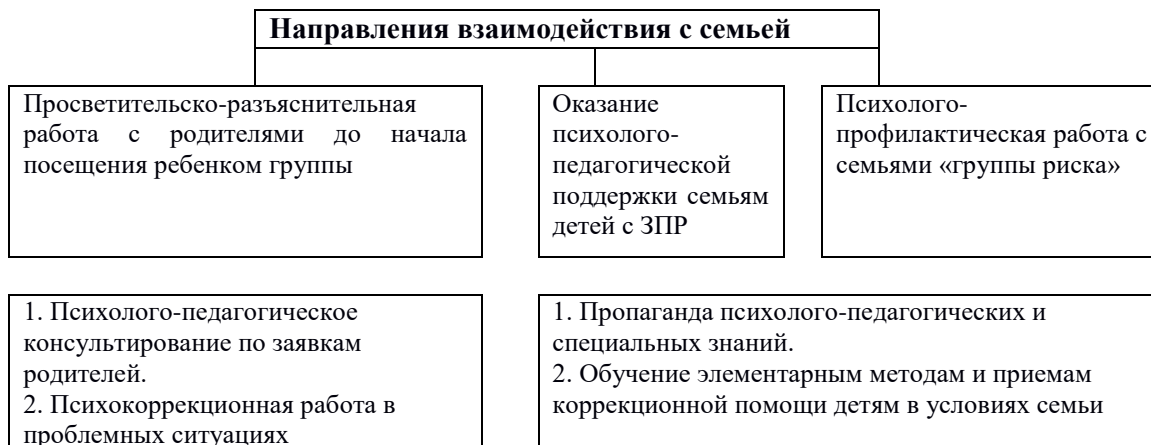 Направления взаимодействия с семьей
Просветительско-разъяснительная
работа с родителями до начала
посещения ребенком группы
Оказание
психолого-
педагогической
поддержки семьям
детей с ЗПР
Психолого-
профилактическая работа с
семьями «группы риска»
1. Психолого-педагогическое
консультирование по заявкам
родителей.
2. Психокоррекционная работа в
проблемных ситуациях
1. Пропаганда психолого-педагогических и
специальных знаний.
2. Обучение элементарным методам и приемам
коррекционной помощи детям в условиях семьи